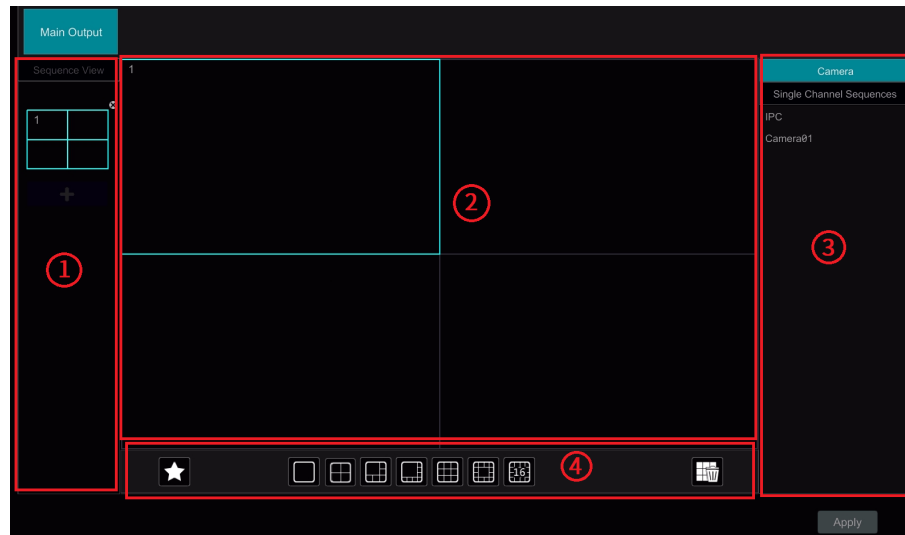 Main Output
Sequence View
1
1
+
①
②
Camera
Single Channel Sequences
IPC
Camera01
③
16
④
Apply